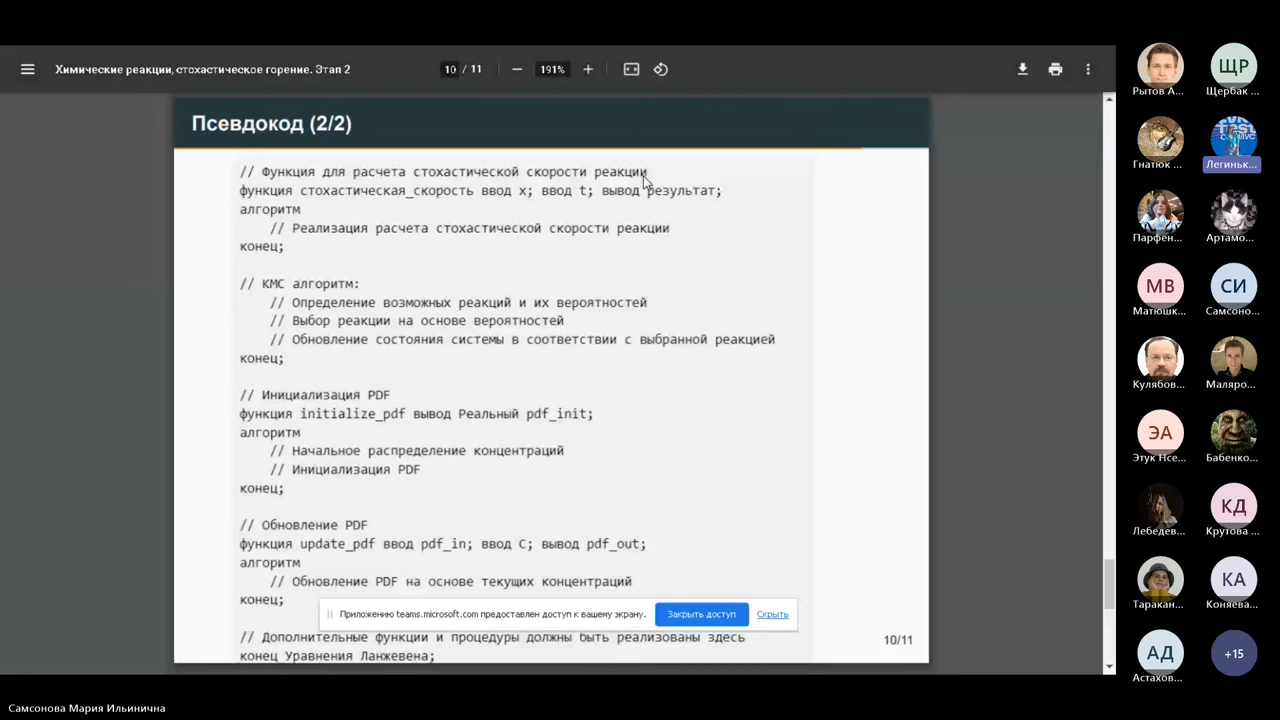 Химические реакции, стохастическое горение. Этап 2
10 / 11
191%
Псевдокод (2/2)
// Функция для расчета стохастической скорости реакции
функция стохастическая_скорость ввод x; ввод t; вывод результат;
алгоритм
// Реализация расчета стохастической скорости реакции
конец;
// КМС алгоритм:
// Определение возможных реакций и их вероятностей
// Выбор реакции на основе вероятностей
// Обновление состояния системы в соответствии с выбранной реакцией
конец;
// Инициализация PDF
функция initialize_pdf вывод Реальный pdf_init;
алгоритм
// Начальное распределение концентраций
// Инициализация PDF
конец;
// Обновление PDF
функция update_pdf ввод pdf_in; ввод C; вывод pdf_out;
алгоритм
// Обновление PDF на основе текущих концентраций
конец;
Приложению teams.microsoft.com предоставлен доступ к вашему экрану.
Закрыть доступ
Скрыть
// Дополнительные функции и процедуры должны быть реализованы здесь
конец Уравнения Ланжевена;
10/11
Рытов А...
ЩР
Щербак ...
Гнатюк ...
Легиньк...
Парфен...
Артамо...
МВ
Матюшк...
СИ
Самсоно...
Кулябов...
Маляро...
ЭА
Этук Нсе...
Бабенко...
Лебедев...
КД
Крутова ...
Таракан...
КА
Коняева...
АД
Астахов...
+15
Самсонова Мария Ильинична